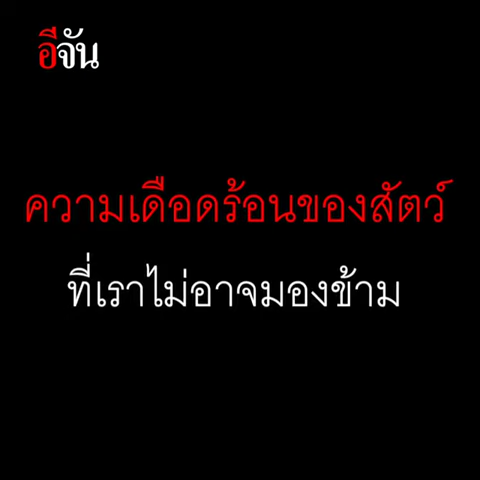 อีจัน
ความเดือดร้อนของสัตว์
ที่เราไม่อาจมองข้าม